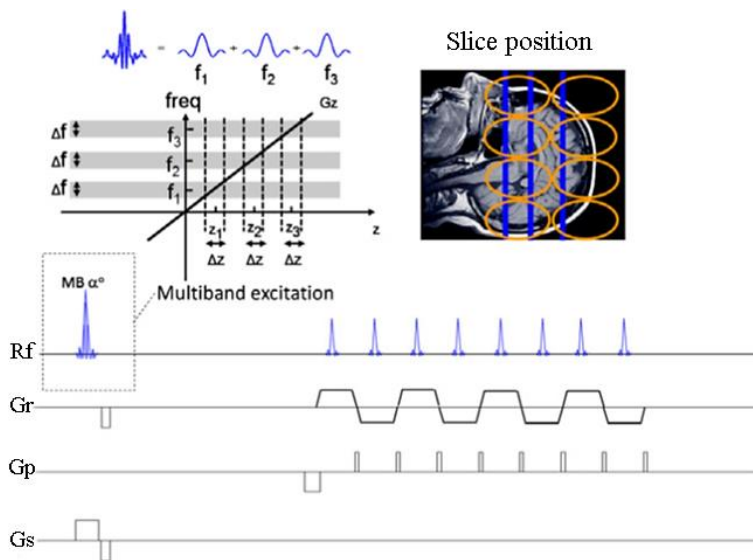 = + +
f1 f2 f3
Slice position
freq
Gz
Δf f3
Δf f2
Δf f1
z1 z2 z3 z
Δz Δz Δz
MB α°
Multiband excitation
Rf
Gr
Gp
Gs